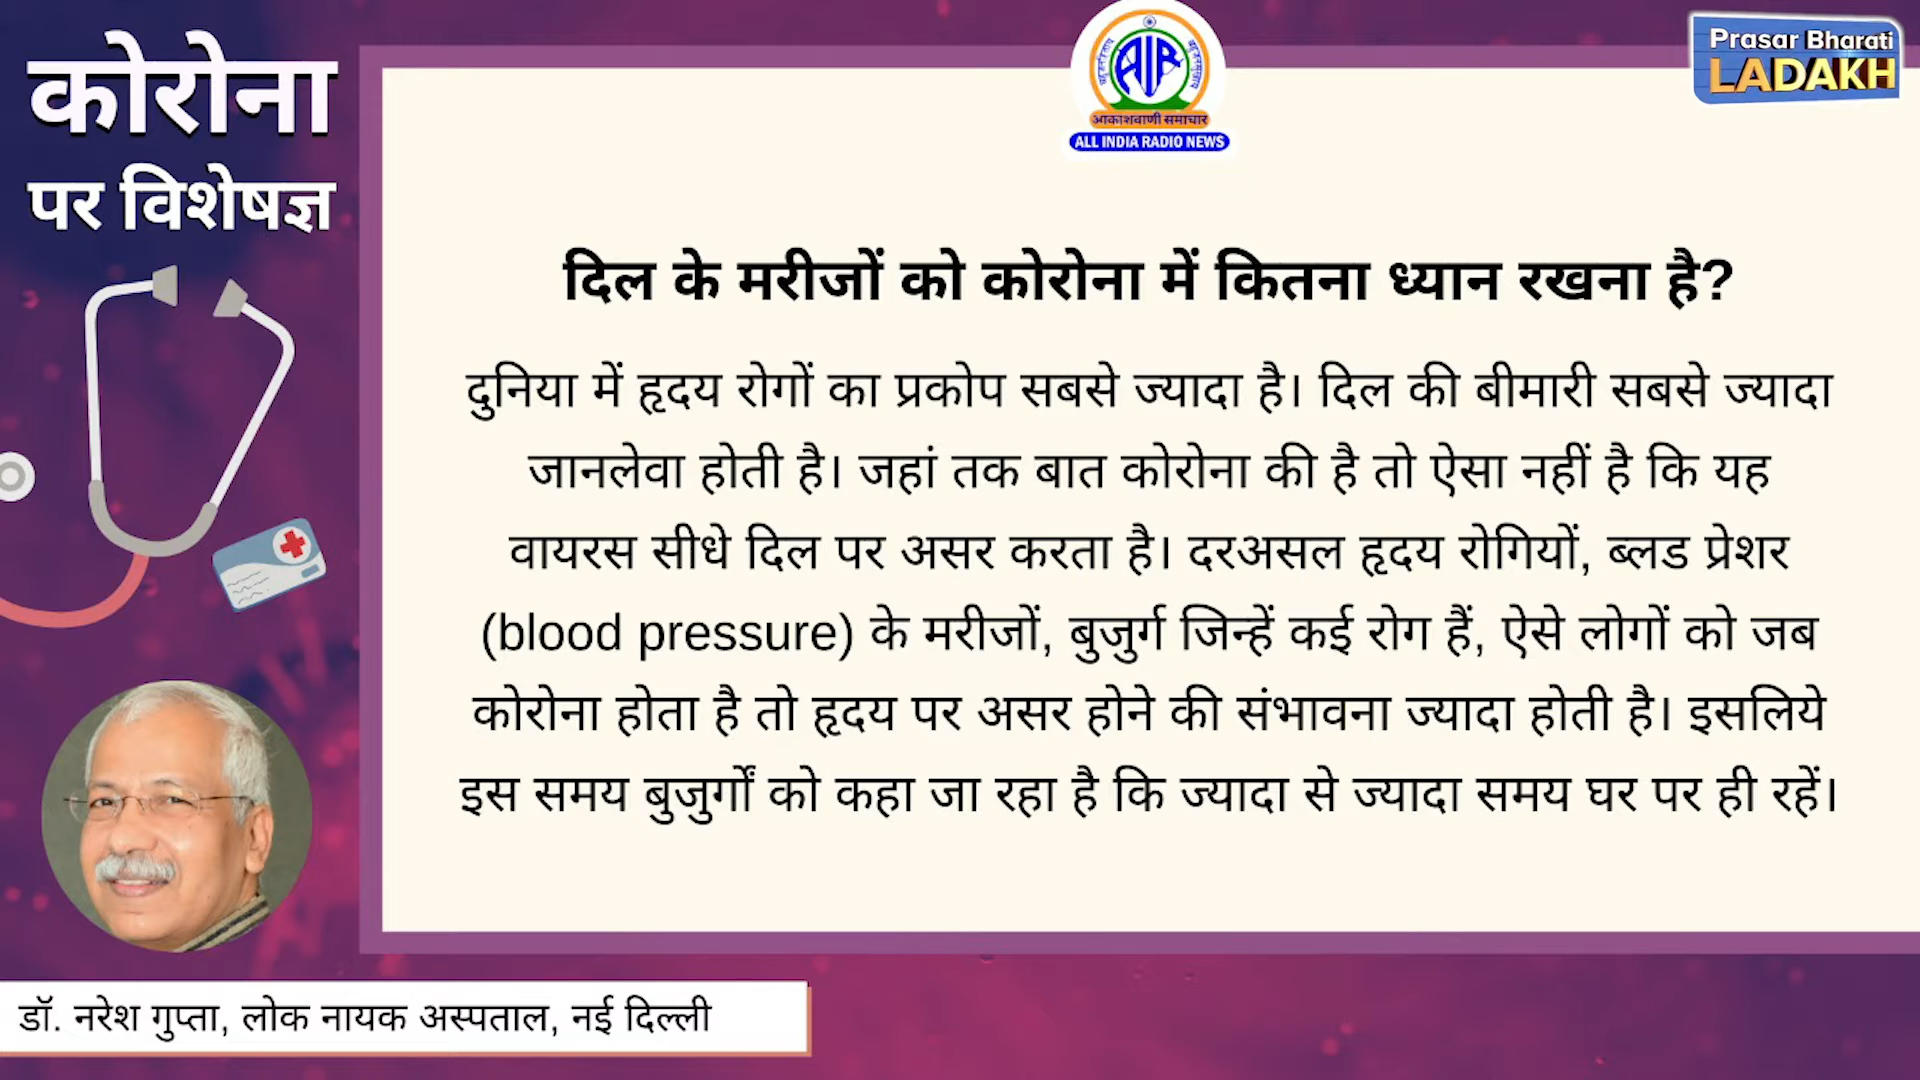 कोरोना
पर विशेषज्ञ
आकाशवाणी समाचार
ALL INDIA RADIO NEWS
Prasar Bharati
LADAKH
दिल के मरीजों को कोरोना में कितना ध्यान रखना है?
दुनिया में हृदय रोगों का प्रकोप सबसे ज्यादा है। दिल की बीमारी सबसे ज्यादा
जानलेवा होती है। जहां तक बात कोरोना की है तो ऐसा नहीं है कि यह
वायरस सीधे दिल पर असर करता है। दरअसल हृदय रोगियों, ब्लड प्रेशर
(blood pressure) के मरीजों, बुजुर्ग जिन्हें कई रोग हैं, ऐसे लोगों को जब
कोरोना होता है तो हृदय पर असर होने की संभावना ज्यादा होती है। इसलिये
इस समय बुजुर्गों को कहा जा रहा है कि ज्यादा से ज्यादा समय घर पर ही रहें।
डॉ. नरेश गुप्ता, लोक नायक अस्पताल, नई दिल्ली